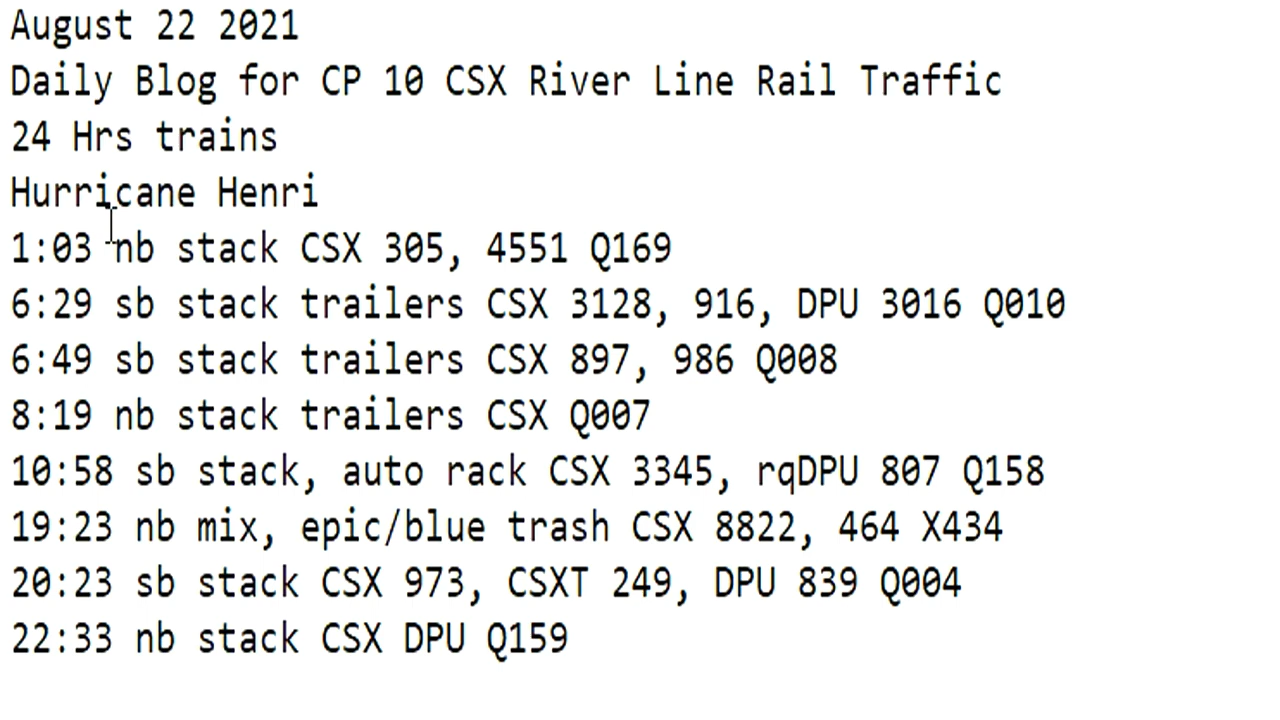 August 22 2021
Daily Blog for CP 10 CSX River Line Rail Traffic
24 Hrs trains
Hurricane Henri
1:03 nb stack CSX 305, 4551 Q169
6:29 sb stack trailers CSX 3128, 916, DPU 3016 Q010
6:49 sb stack trailers CSX 897, 986 Q008
8:19 nb stack trailers CSX Q007
10:58 sb stack, auto rack CSX 3345, rqDPU 807 Q158
19:23 nb mix, epic/blue trash CSX 8822, 464 X434
20:23 sb stack CSX 973, CSXT 249, DPU 839 Q004
22:33 nb stack CSX DPU Q159